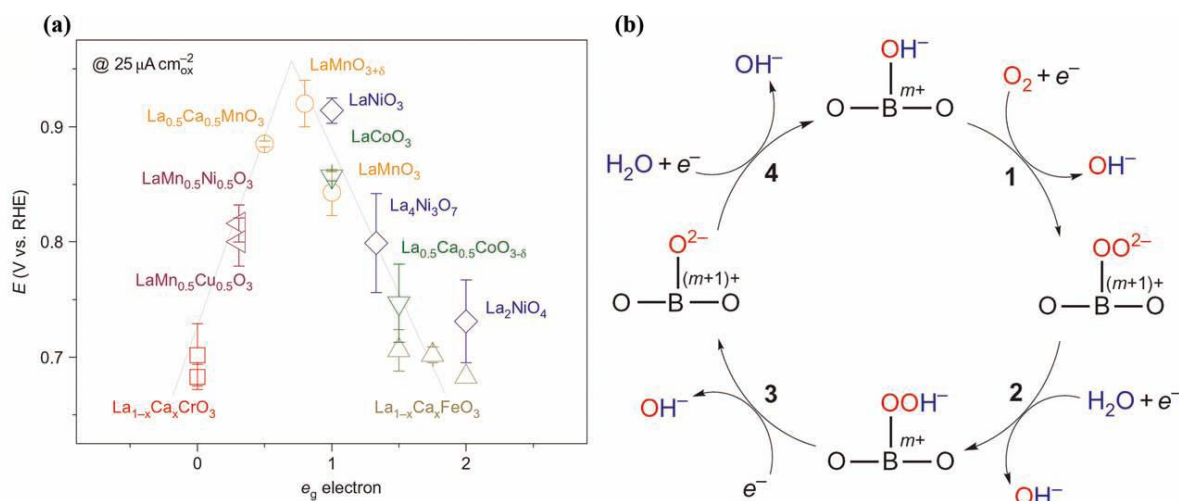 (a)
@ 25 μA cm⁻²ox
LaMnO3+δ
LaNiO3
La0.5Ca0.5MnO3
LaCoO3
LaMnO3
LaMn0.5Ni0.5O3
La4Ni3O7
La0.5Ca0.5CoO3-δ
LaMn0.5Cu0.5O3
La2NiO4
La1–xCaxCrO3
La1–xCaxFeO3
E (V vs. RHE)
0.9
0.8
0.7
0 1 2
eg electron
(b)
OH⁻
OH⁻
O2 + e⁻
O—B—O
m+
H2O + e⁻
4
1
OH⁻
O²⁻
OO²⁻
O—B—O
(m+1)+
O—B—O
(m+1)+
OH⁻
3
OOH⁻
2
H2O + e⁻
O—B—O
m+
e⁻
OH⁻